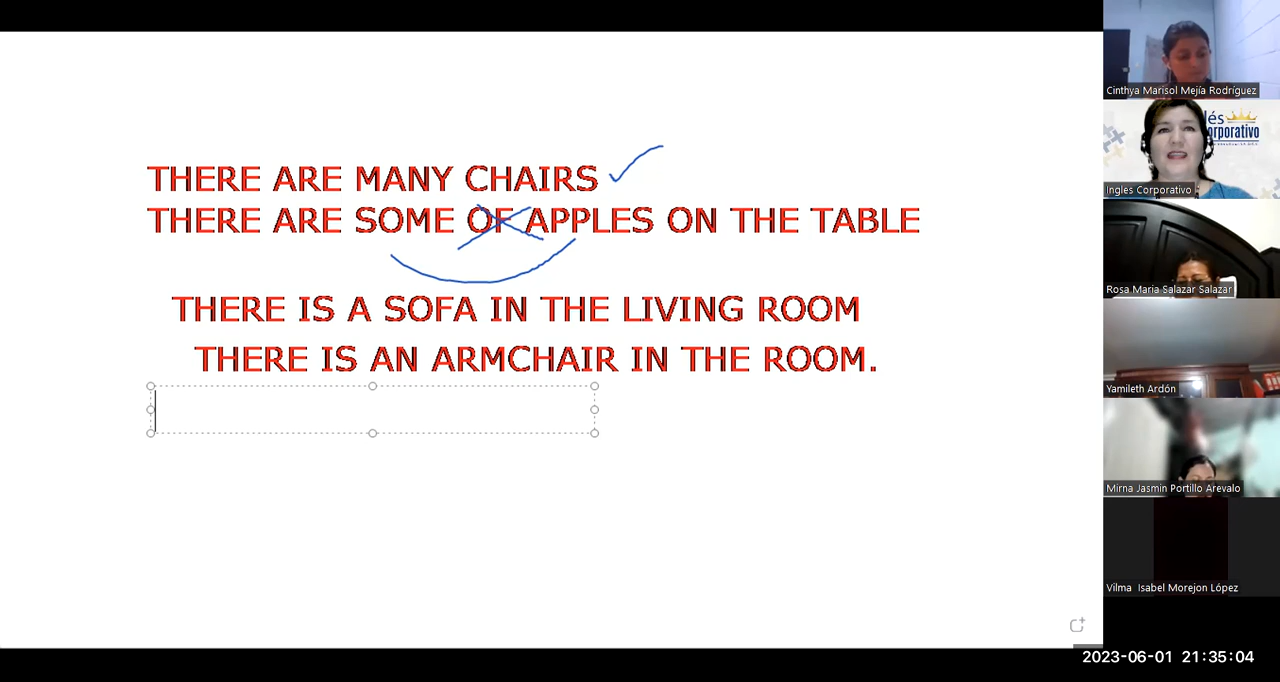 THERE ARE MANY CHAIRS
THERE ARE SOME OF APPLES ON THE TABLE
THERE IS A SOFA IN THE LIVING ROOM
THERE IS AN ARMCHAIR IN THE ROOM.
Cinthya Marisol Mejía Rodríguez
lés
orporativo
Ingles Corporativo
Rosa Maria Salazar Salazar
Yamileth Ardón
Mirna Jasmin Portillo Arevalo
Vilma Isabel Morejon López
2023-06-01 21:35:04